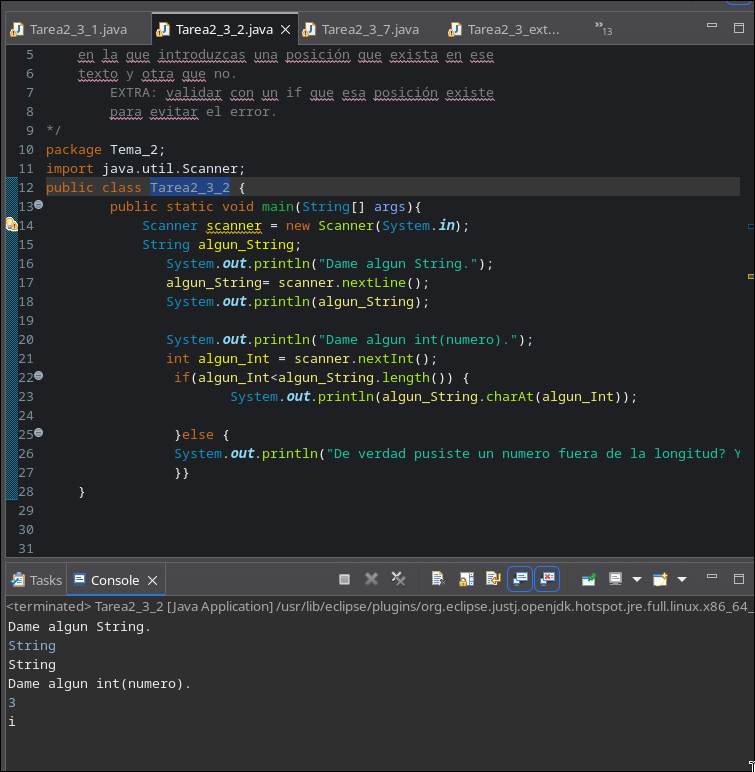 Tarea2_3_1.java Tarea2_3_2.java Tarea2_3_7.java Tarea2_3_ext... »13
5 en la que introduzcas una posición que exista en ese
6 texto y otra que no.
7 EXTRA: validar con un if que esa posición existe
8 para evitar el error.
9 */
10 package Tema_2;
11 import java.util.Scanner;
12 public class Tarea2_3_2 {
13 public static void main(String[] args){
14 Scanner scanner = new Scanner(System.in);
15 String algun_String;
16 System.out.println("Dame algun String.");
17 algun_String= scanner.nextLine();
18 System.out.println(algun_String);
19
20 System.out.println("Dame algun int(numero).");
21 int algun_Int = scanner.nextInt();
22 if(algun_Int<algun_String.length()) {
23 System.out.println(algun_String.charAt(algun_Int));
24
25 }else {
26 System.out.println("De verdad pusiste un numero fuera de la longitud? Y
27 }}
28 }
29
30
31
Tasks Console
<terminated> Tarea2_3_2 [Java Application] /usr/lib/eclipse/plugins/org.eclipse.justj.openjdk.hotspot.jre.full.linux.x86_64_
Dame algun String.
String
String
Dame algun int(numero).
3
i